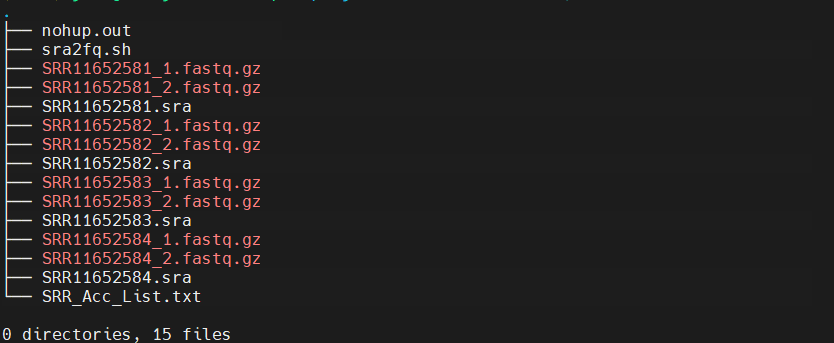 .
├── nohup.out
├── sra2fq.sh
├── SRR11652581_1.fastq.gz
├── SRR11652581_2.fastq.gz
├── SRR11652581.sra
├── SRR11652582_1.fastq.gz
├── SRR11652582_2.fastq.gz
├── SRR11652582.sra
├── SRR11652583_1.fastq.gz
├── SRR11652583_2.fastq.gz
├── SRR11652583.sra
├── SRR11652584_1.fastq.gz
├── SRR11652584_2.fastq.gz
├── SRR11652584.sra
└── SRR_Acc_List.txt
0 directories, 15 files